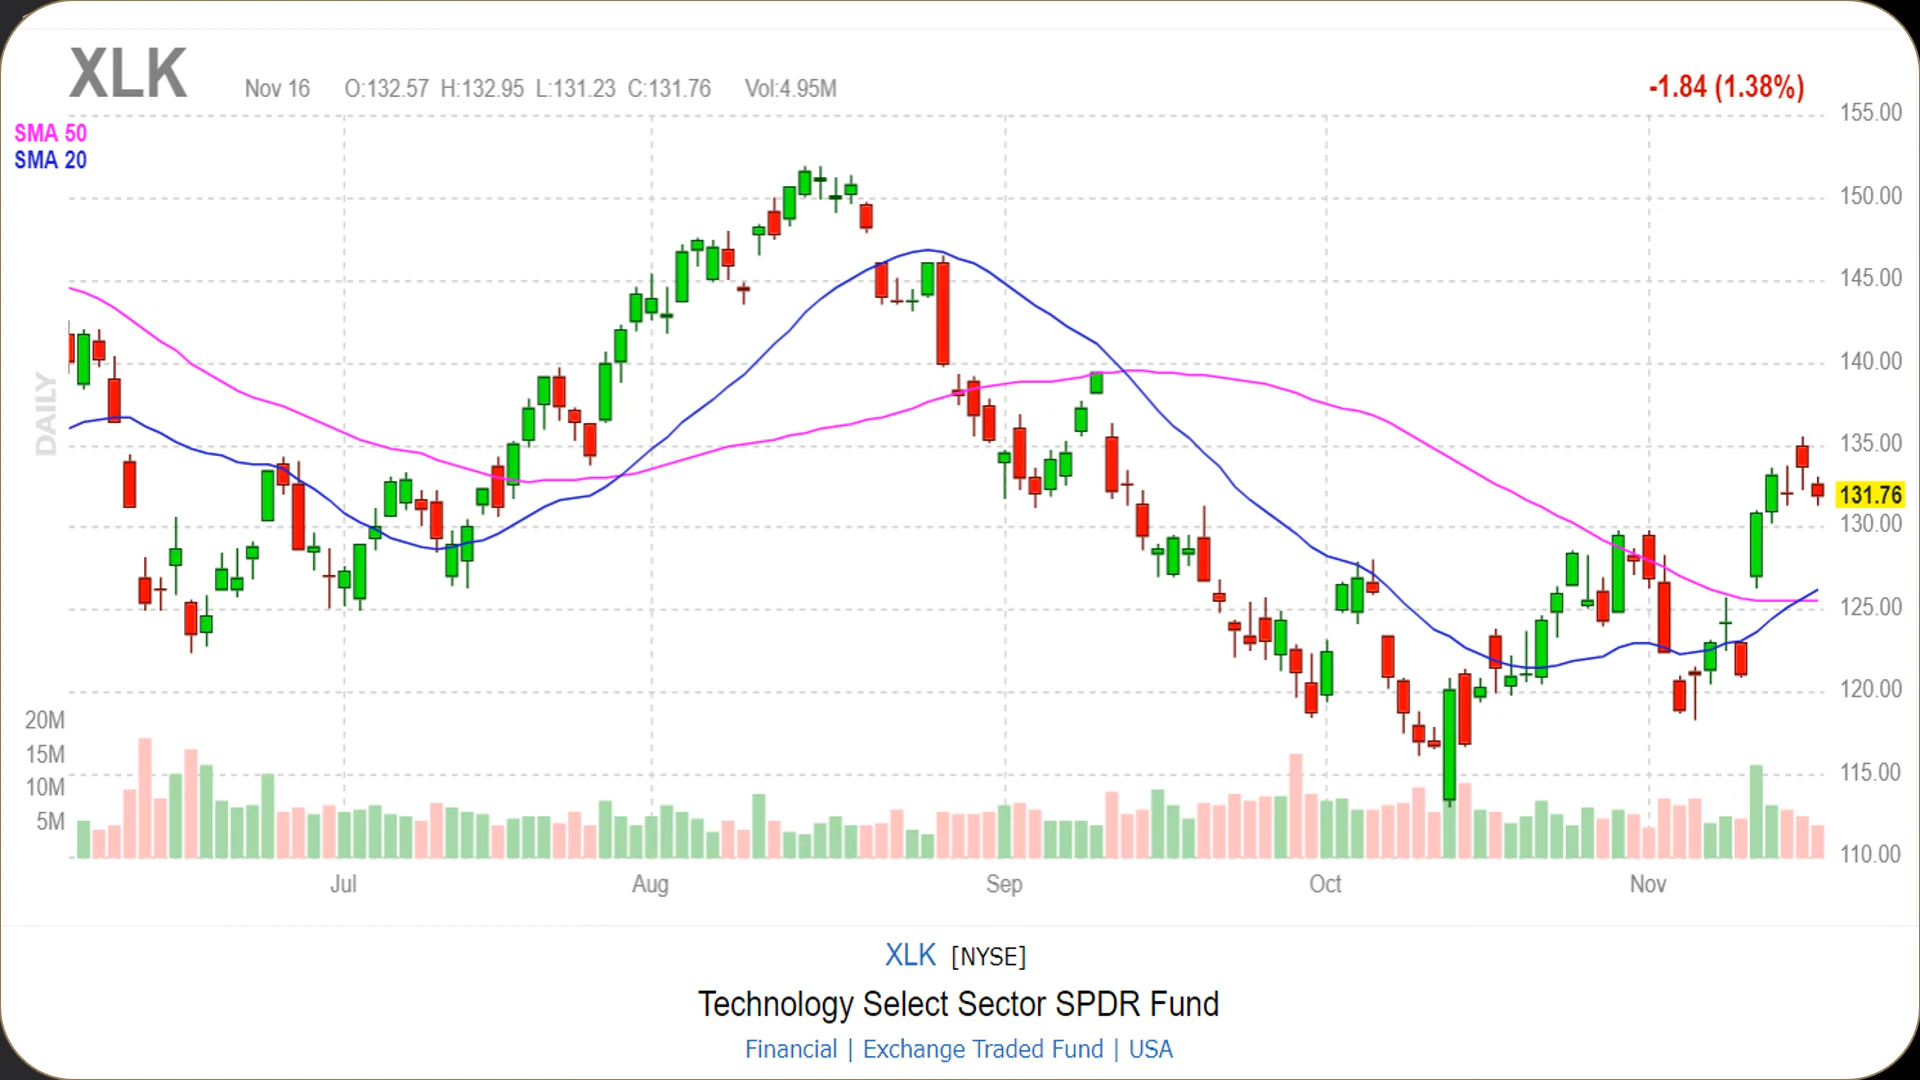 XLK Nov 16 O:132.57 H:132.95 L:131.23 C:131.76 Vol:4.95M -1.84 (1.38%)
155.00
SMA 50
SMA 20
150.00
145.00
140.00
DAILY
135.00
131.76
130.00
125.00
120.00
20M
15M
115.00
10M
5M
110.00
Jul Aug Sep Oct Nov
XLK [NYSE]
Technology Select Sector SPDR Fund
Financial | Exchange Traded Fund | USA